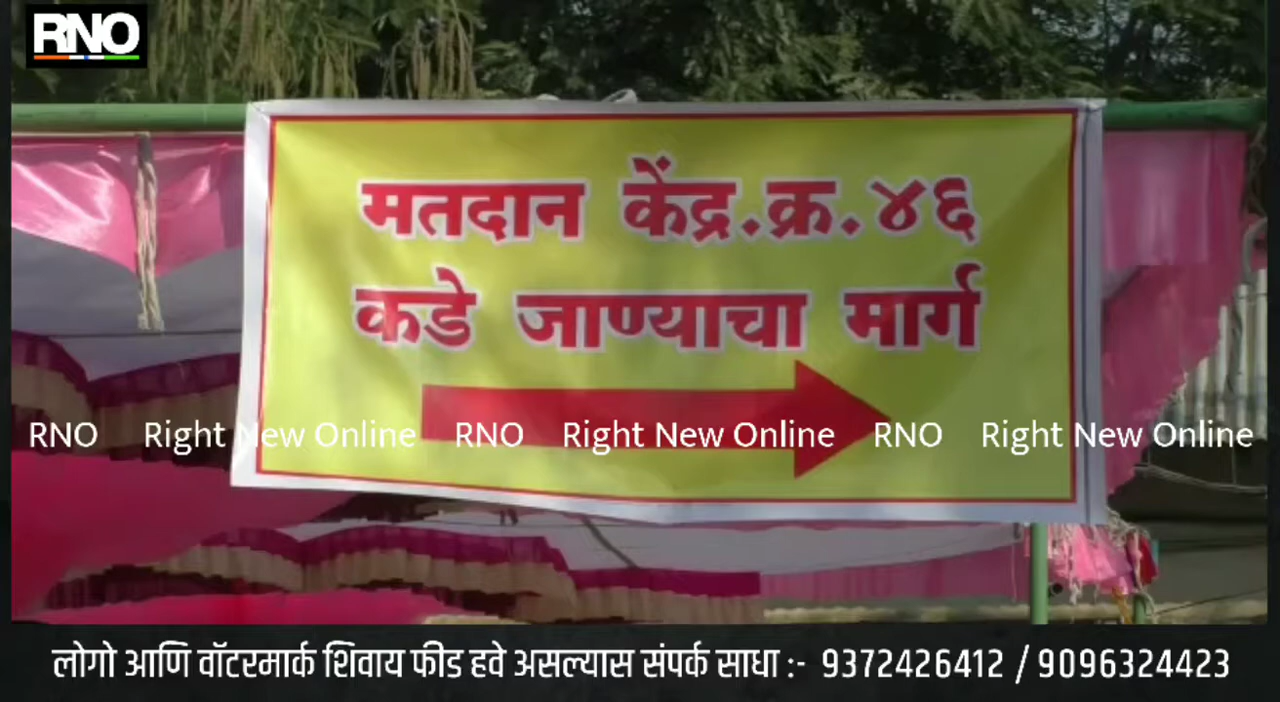 RNO
मतदान केंद्र.क्र.४६
कडे जाण्याचा मार्ग
RNO Right New Online RNO Right New Online RNO Right New Online
लोगो आणि वॉटरमार्क शिवाय फीड हवे असल्यास संपर्क साधा :- 9372426412 / 9096324423